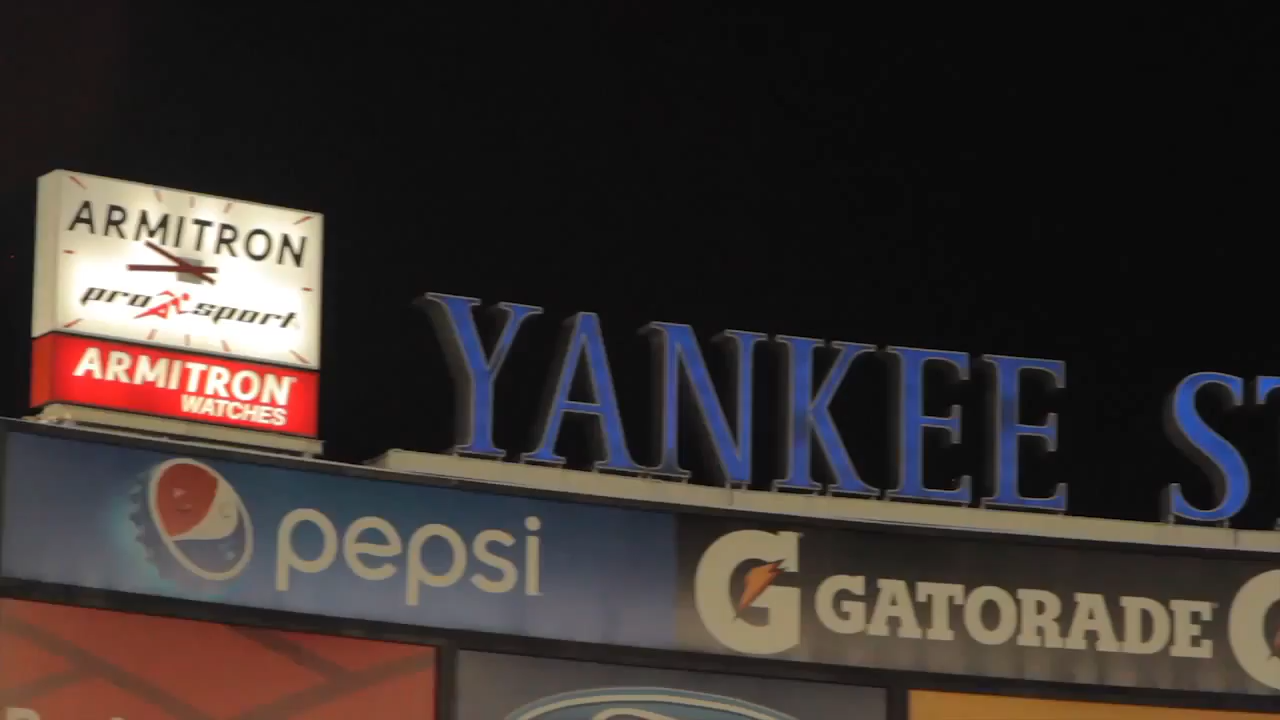 ARMITRON
pro sport
ARMITRON
WATCHES
YANKEE
pepsi
G GATORADE G